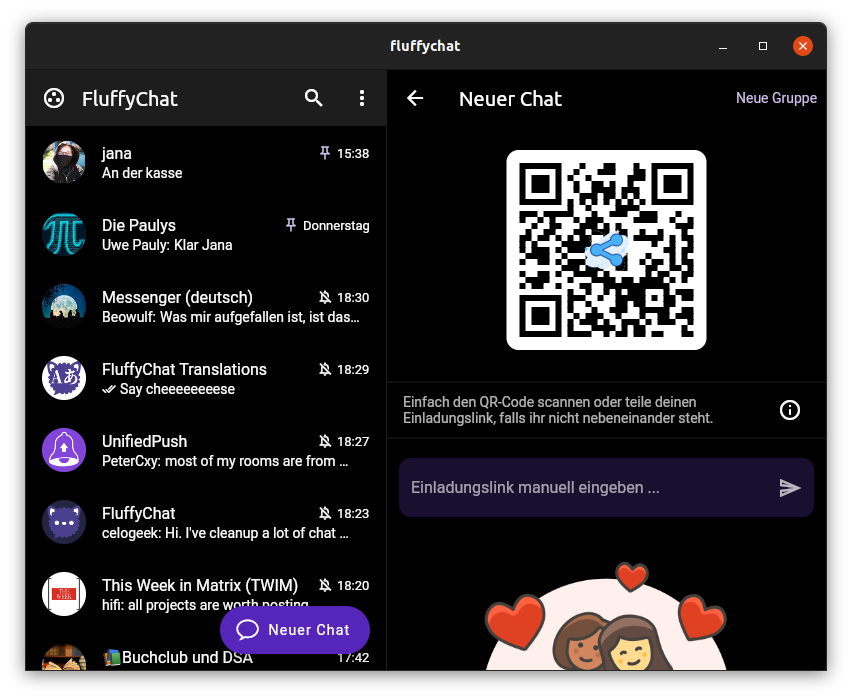 fluffychat
FluffyChat
jana
15:38
An der kasse
Die Paulys
Donnerstag
Uwe Pauly: Klar Jana
Messenger (deutsch)
18:30
Beowulf: Was mir aufgefallen ist, ist das…
FluffyChat Translations
18:29
Say cheeeeeeeese
UnifiedPush
18:27
PeterCxy: most of my rooms are from …
FluffyChat
18:23
celogeek: Hi. I've cleanup a lot of chat …
THIS WEEK
This Week in Matrix (TWIM)
18:20
hifi: all projects are worth posting
Neuer Chat
Buchclub und DSA
17:42
Neuer Chat
Neue Gruppe
Einfach den QR-Code scannen oder teile deinen
Einladungslink, falls ihr nicht nebeneinander steht.
Einladungslink manuell eingeben ...